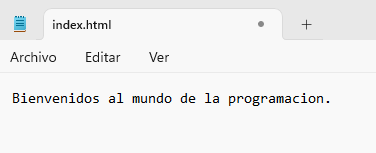 index.html
Archivo Editar Ver
Bienvenidos al mundo de la programacion.